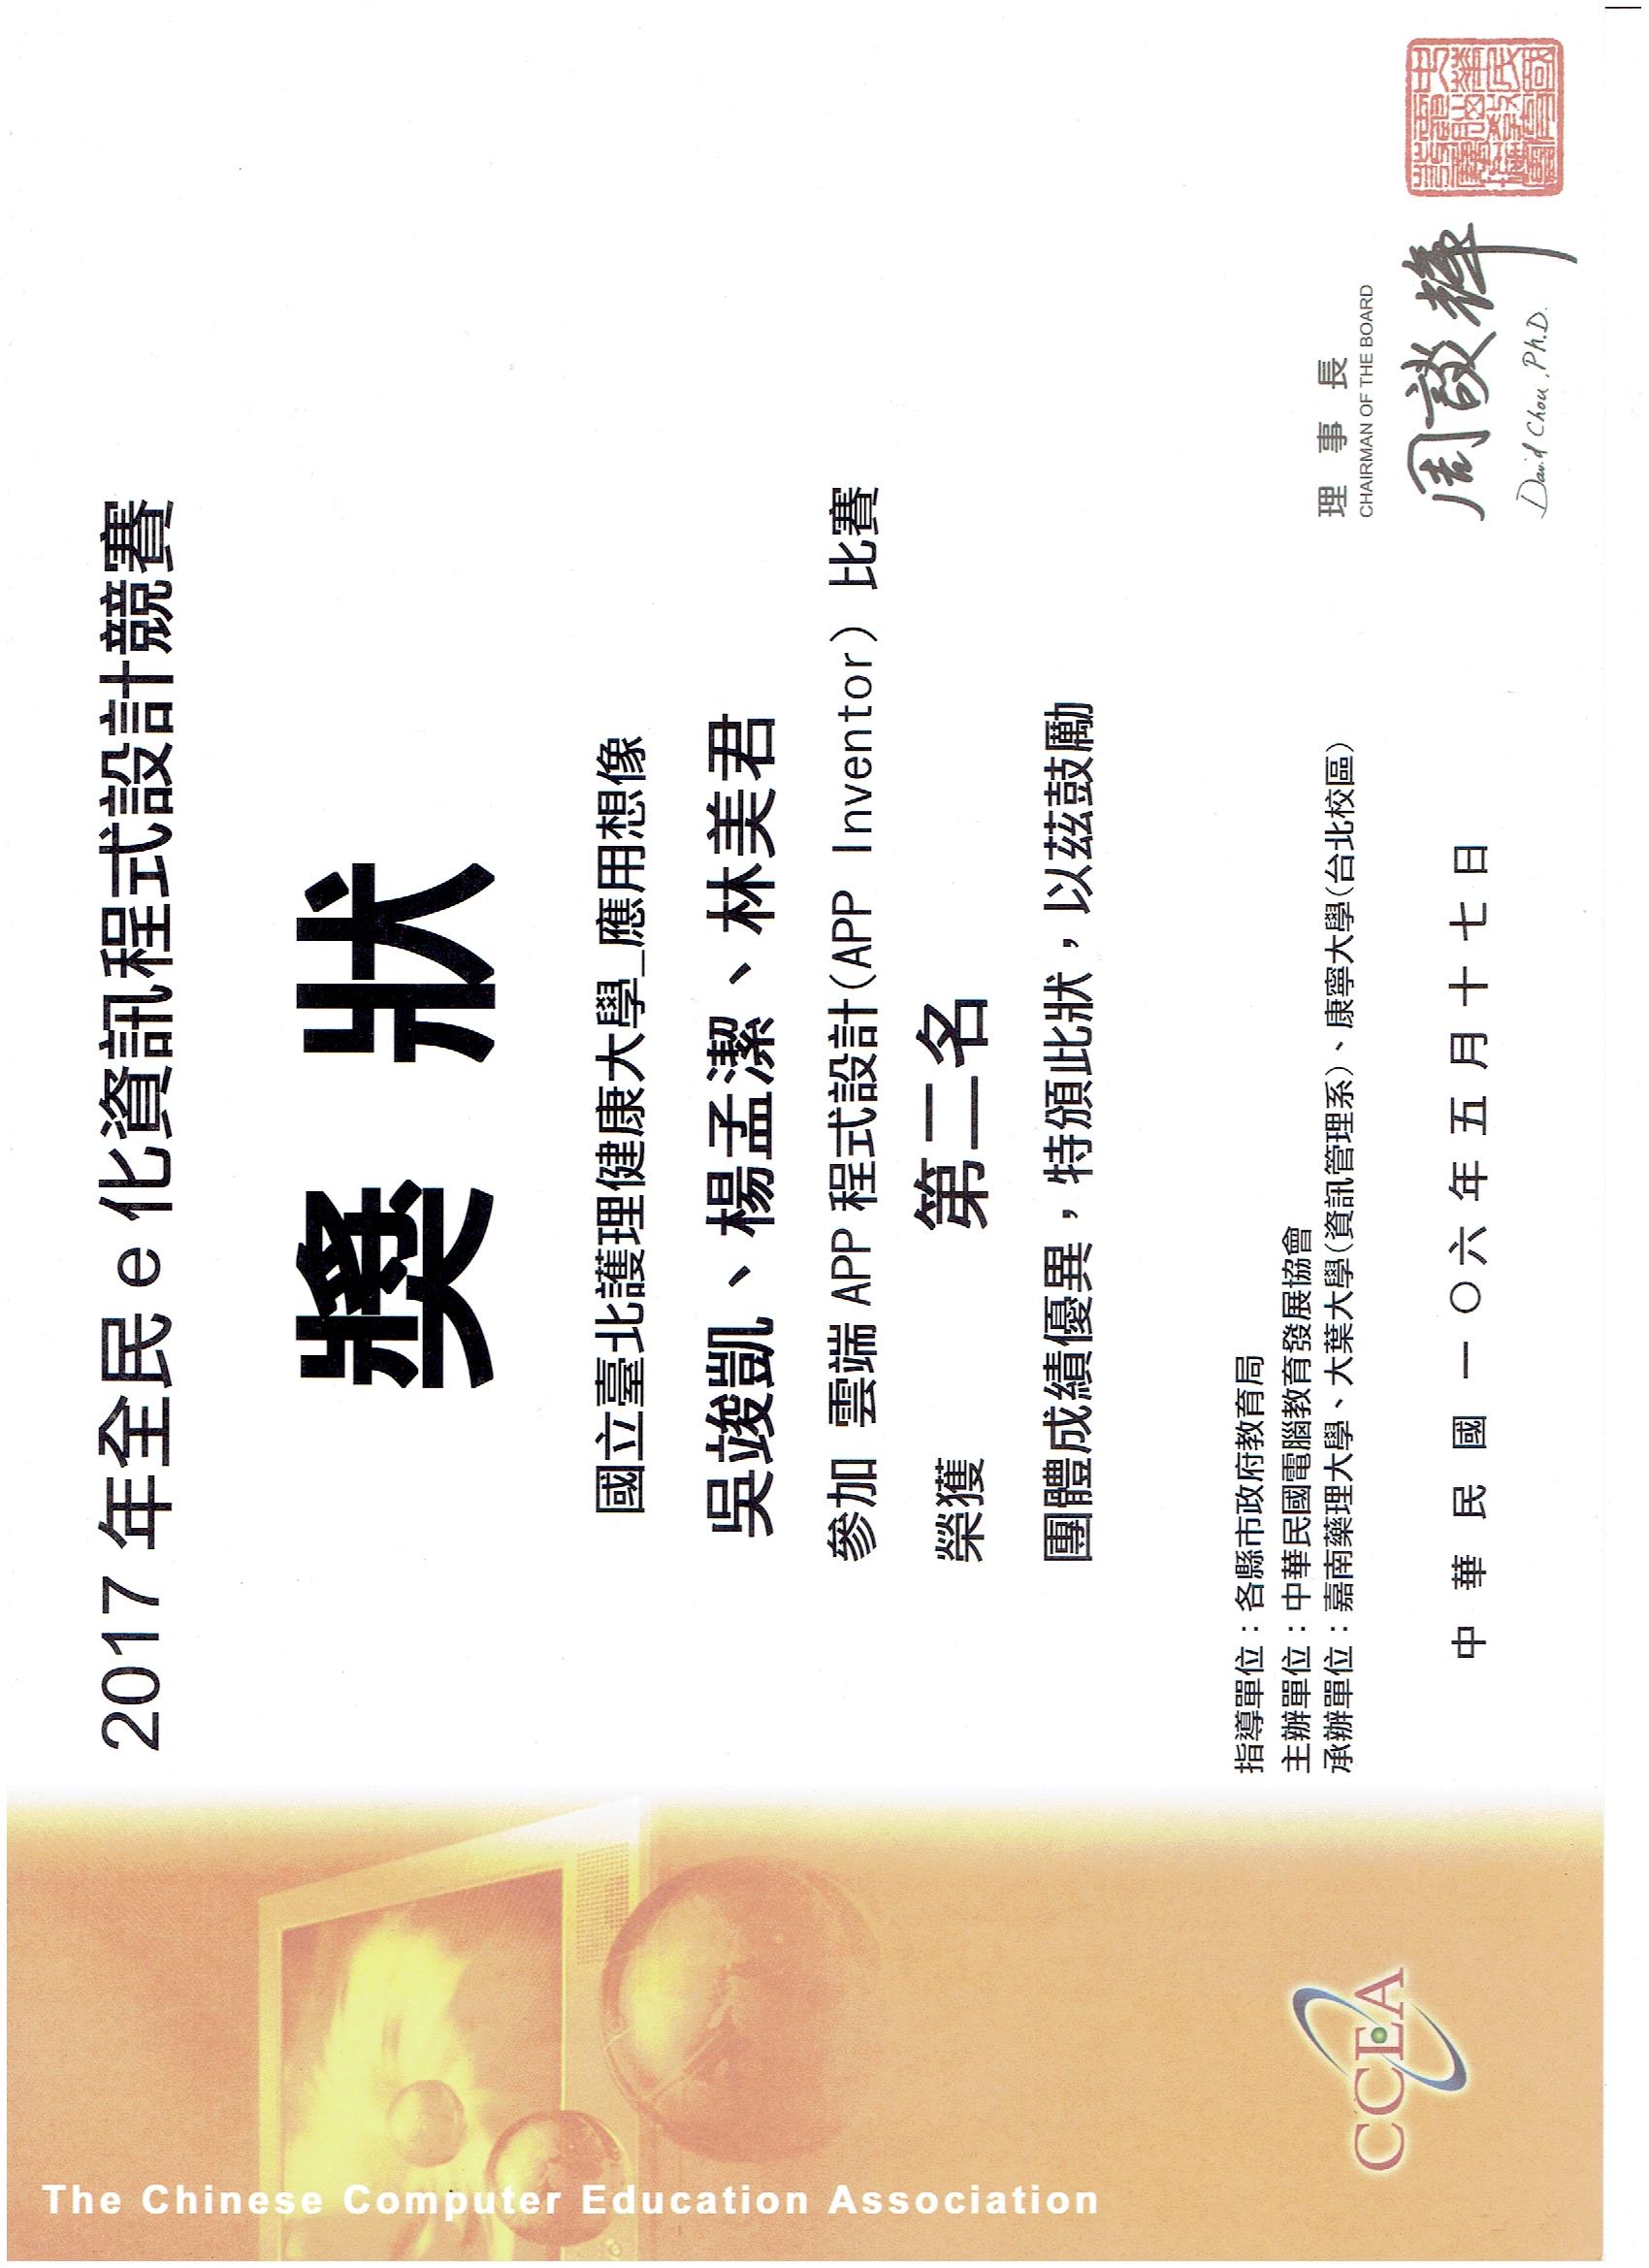 2017 年全民 e 化資訊程式設計競賽
獎 狀
國立臺北護理健康大學_應用想像
吳竣凱、楊孟潔、林美君
參加 雲端 APP 程式設計(APP Inventor) 比賽
榮獲 第二名
團體成績優異，特頒此狀，以茲鼓勵
指導單位：各縣市政府教育局
主辦單位：中華民國電腦教育發展協會
承辦單位：嘉南藥理大學、大葉大學(資訊管理系)、康寧大學(台北校區)
中 華 民 國 一 〇 六 年 五 月 十 七 日
理 事 長
CHAIRMAN OF THE BOARD
周
David Chou, Ph.D.
CCEA
The Chinese Computer Education Association